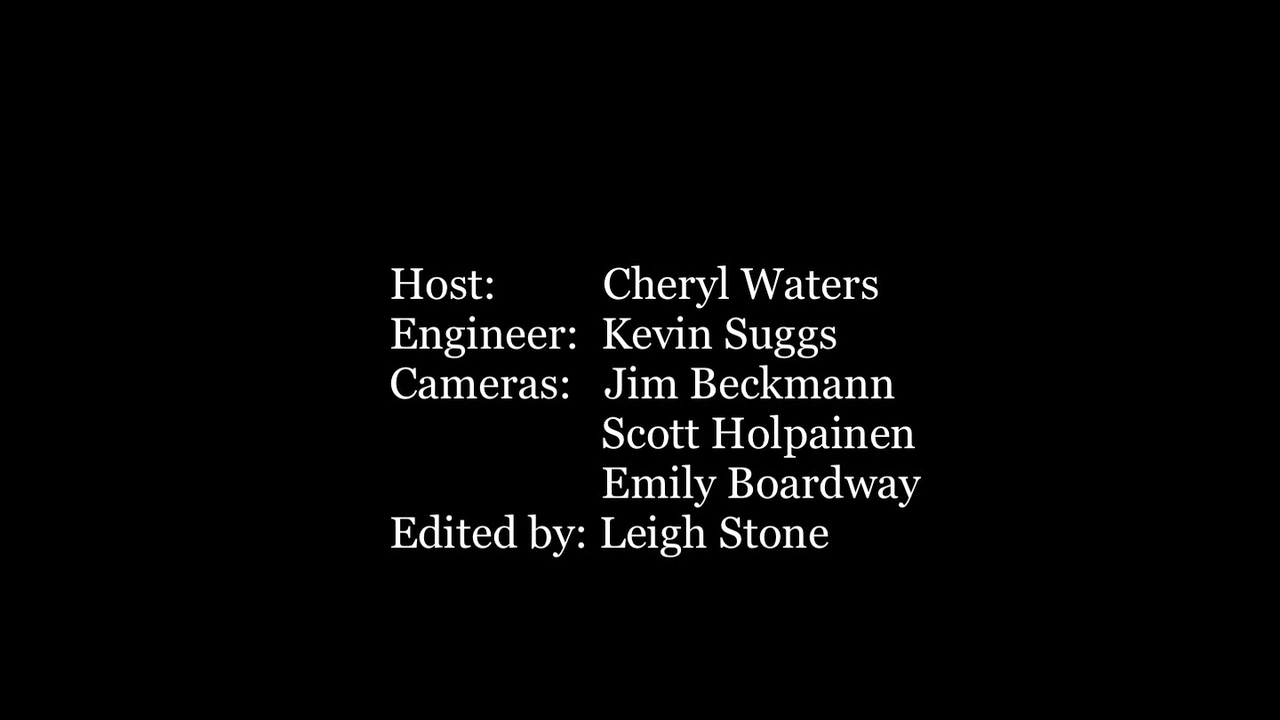 Host: Cheryl Waters
Engineer: Kevin Suggs
Cameras: Jim Beckmann
Scott Holpainen
Emily Boardway
Edited by: Leigh Stone